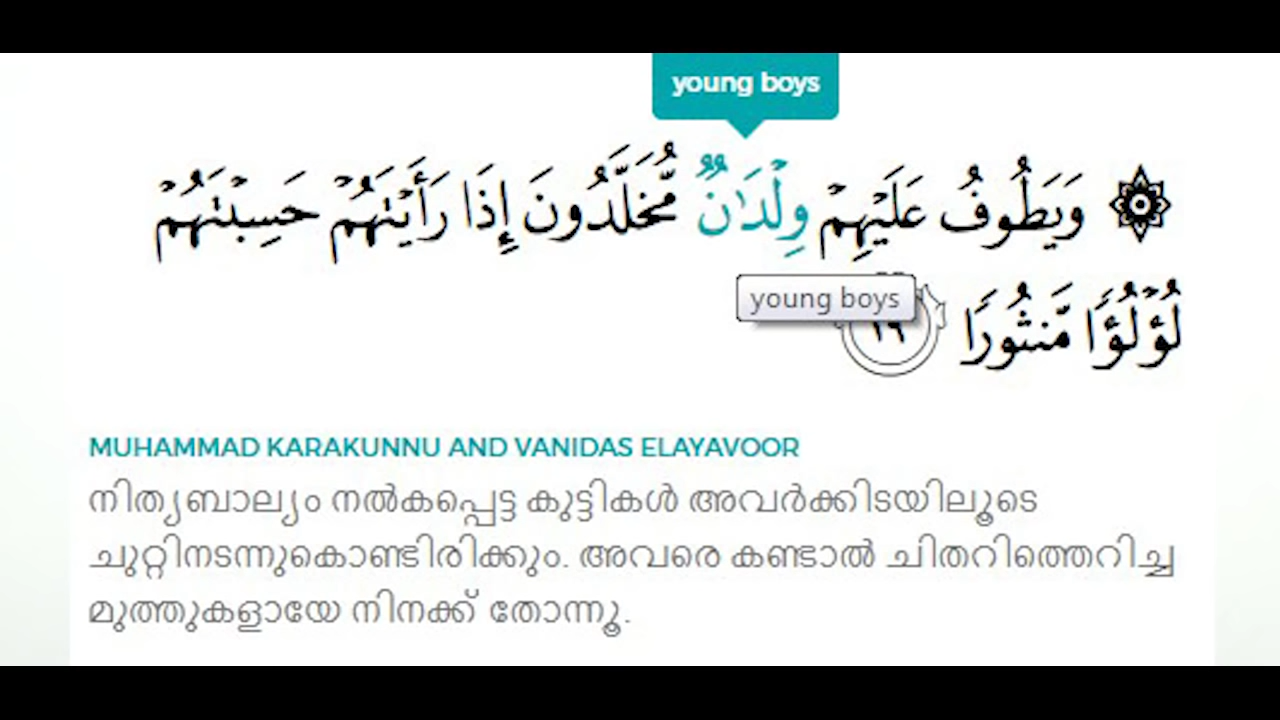 young boys
۞ وَيَطُوفُ عَلَيْهِمْ وِلْدَٰنٌ مُّخَلَّدُونَ إِذَا رَأَيْتَهُمْ حَسِبْتَهُمْ
young boys
لُؤْلُؤًا مَّنثُورًا ١٩
MUHAMMAD KARAKUNNU AND VANIDAS ELAYAVOOR
നിത്യബാല്യം നൽകപ്പെട്ട കുട്ടികൾ അവർക്കിടയിലൂടെ
ചുറ്റിനടന്നുകൊണ്ടിരിക്കും. അവരെ കണ്ടാൽ ചിതറിത്തെറിച്ച
മുത്തുകളായേ നിനക്ക് തോന്നൂ.